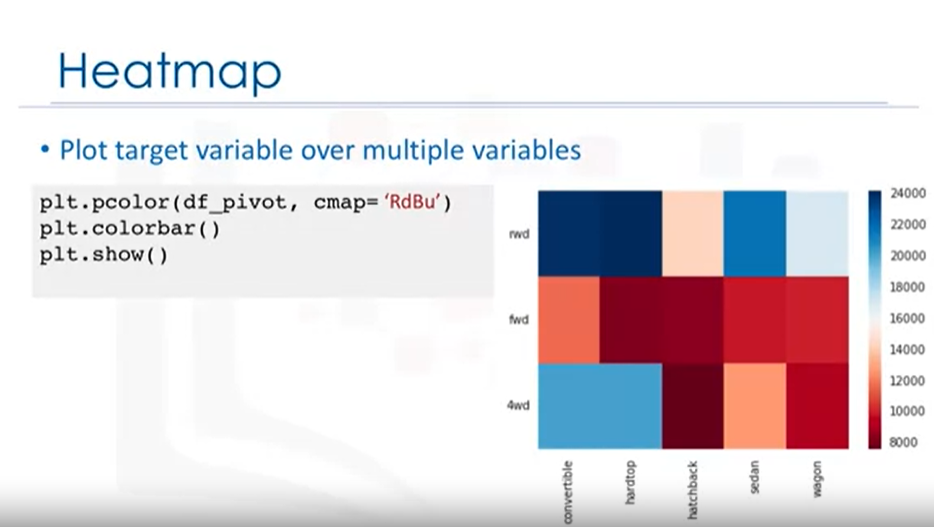 Heatmap
• Plot target variable over multiple variables
plt.pcolor(df_pivot, cmap=‘RdBu’)
plt.colorbar()
plt.show()
rwd
fwd
4wd
convertible
hardtop
hatchback
sedan
wagon
24000
22000
20000
18000
16000
14000
12000
10000
8000